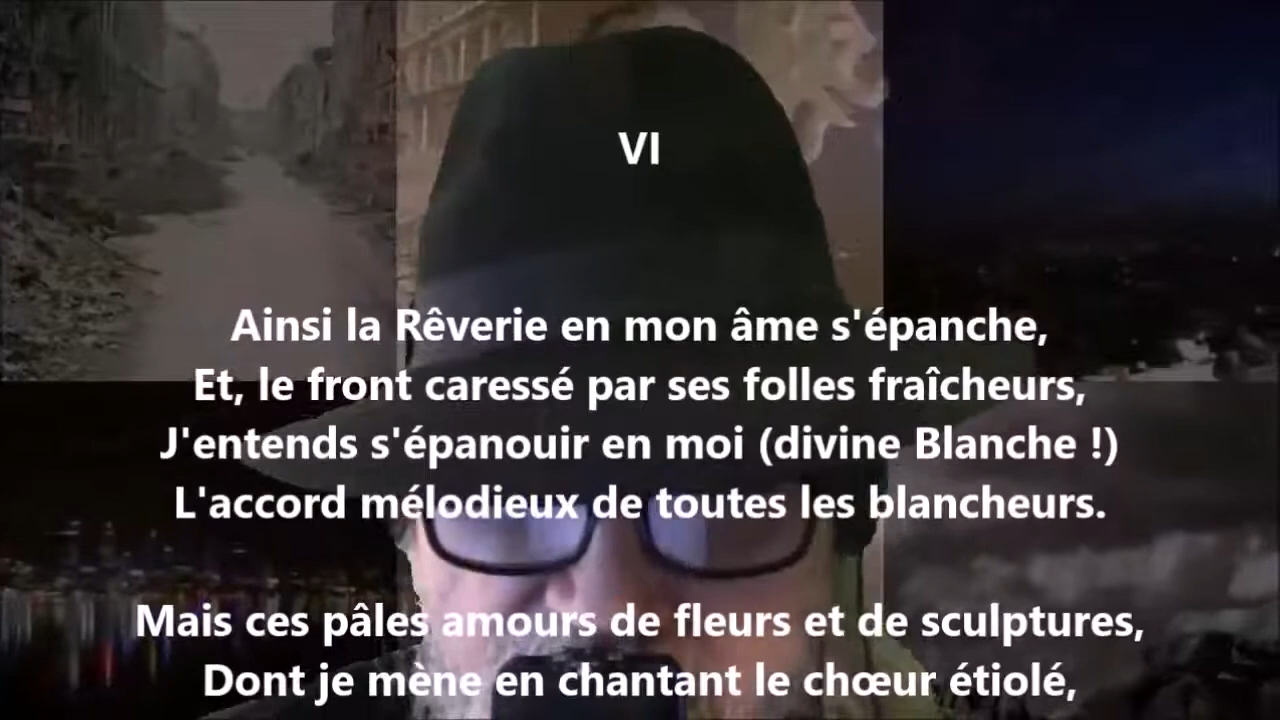 VI
Ainsi la Rêverie en mon âme s'épanche,
Et, le front caressé par ses folles fraîcheurs,
J'entends s'épanouir en moi (divine Blanche !)
L'accord mélodieux de toutes les blancheurs.
Mais ces pâles amours de fleurs et de sculptures,
Dont je mène en chantant le chœur étiolé,